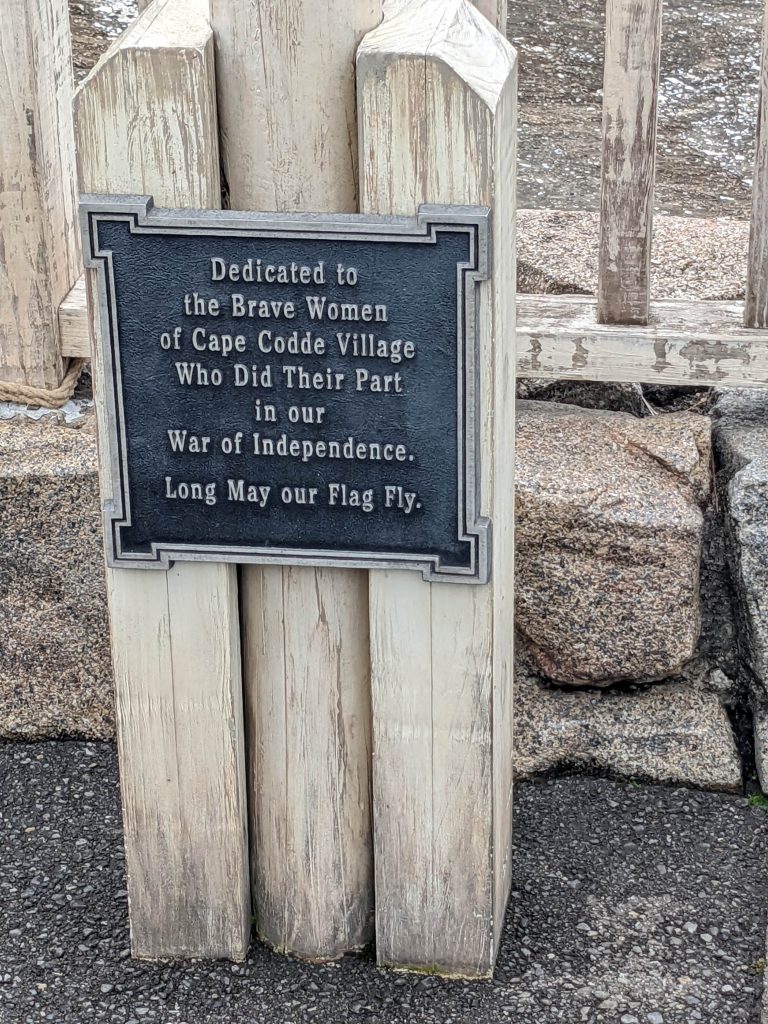 Dedicated to
the Brave Women
of Cape Codde Village
Who Did Their Part
in our
War of Independence.
Long May our Flag Fly.